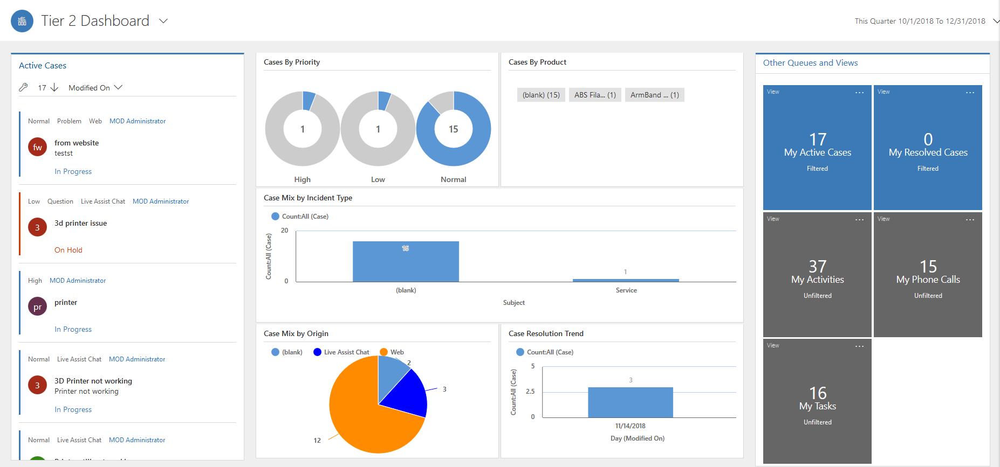 Tier 2 Dashboard
This Quarter 10/1/2018 To 12/31/2018
Active Cases
17 Modified On
Normal Problem Web MOD Administrator
fw
from website
testst
In Progress
Low Question Live Assist Chat MOD Administrator
3
3d printer issue
On Hold
High MOD Administrator
pr
printer
In Progress
Normal Live Assist Chat MOD Administrator
3
3D Printer not working
Printer not working
In Progress
Normal Live Assist Chat MOD Administrator
Cases By Priority
1
1
15
High
Low
Normal
Cases By Product
(blank) (15)
ABS Fila... (1)
ArmBand ... (1)
Case Mix by Incident Type
Count:All (Case)
Count:All (Case)
20
0
16
1
(blank)
Service
Subject
Case Mix by Origin
(blank) Live Assist Chat Web
2
3
12
Case Resolution Trend
Count:All (Case)
Count:All (Case)
5
2.5
0
3
11/14/2018
Day (Modified On)
Other Queues and Views
View ...
17
My Active Cases
Filtered
View ...
0
My Resolved Cases
Filtered
View ...
37
My Activities
Unfiltered
View ...
15
My Phone Calls
Unfiltered
View ...
16
My Tasks
Unfiltered